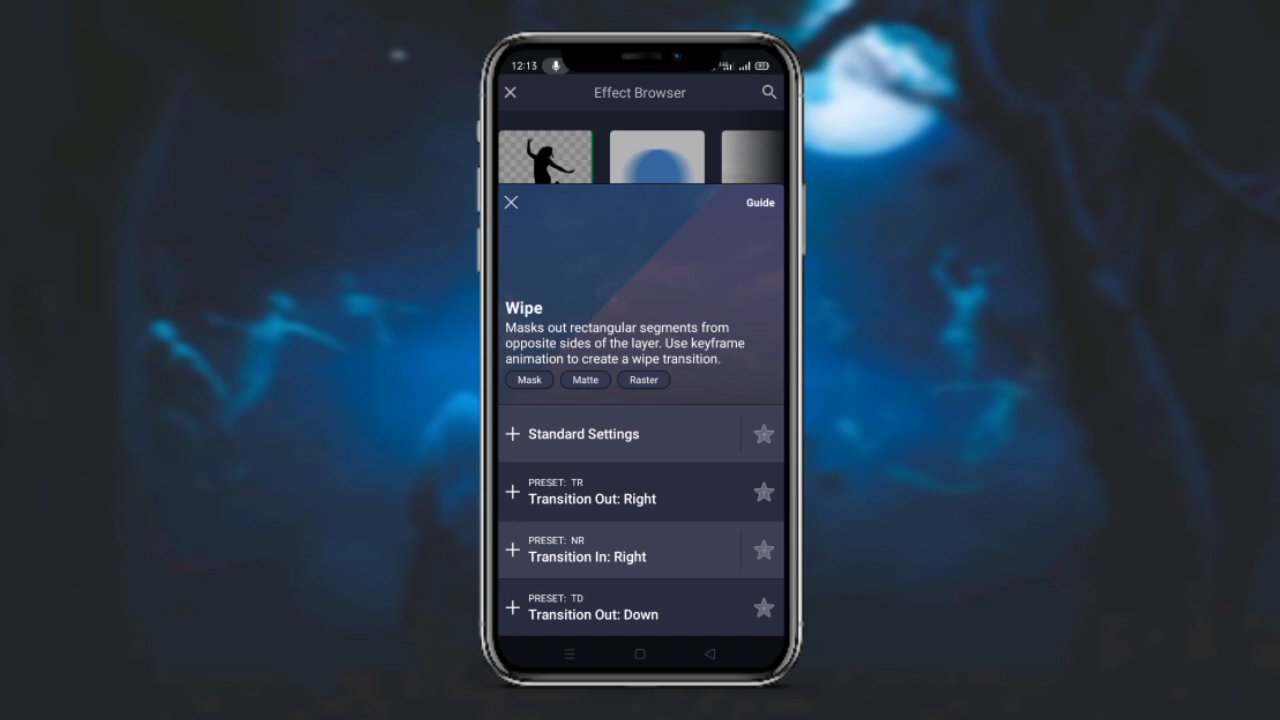 12:13
Effect Browser
Guide
Wipe
Masks out rectangular segments from
opposite sides of the layer. Use keyframe
animation to create a wipe transition.
Mask Matte Raster
Standard Settings
PRESET: TR
Transition Out: Right
PRESET: NR
Transition In: Right
PRESET: TD
Transition Out: Down